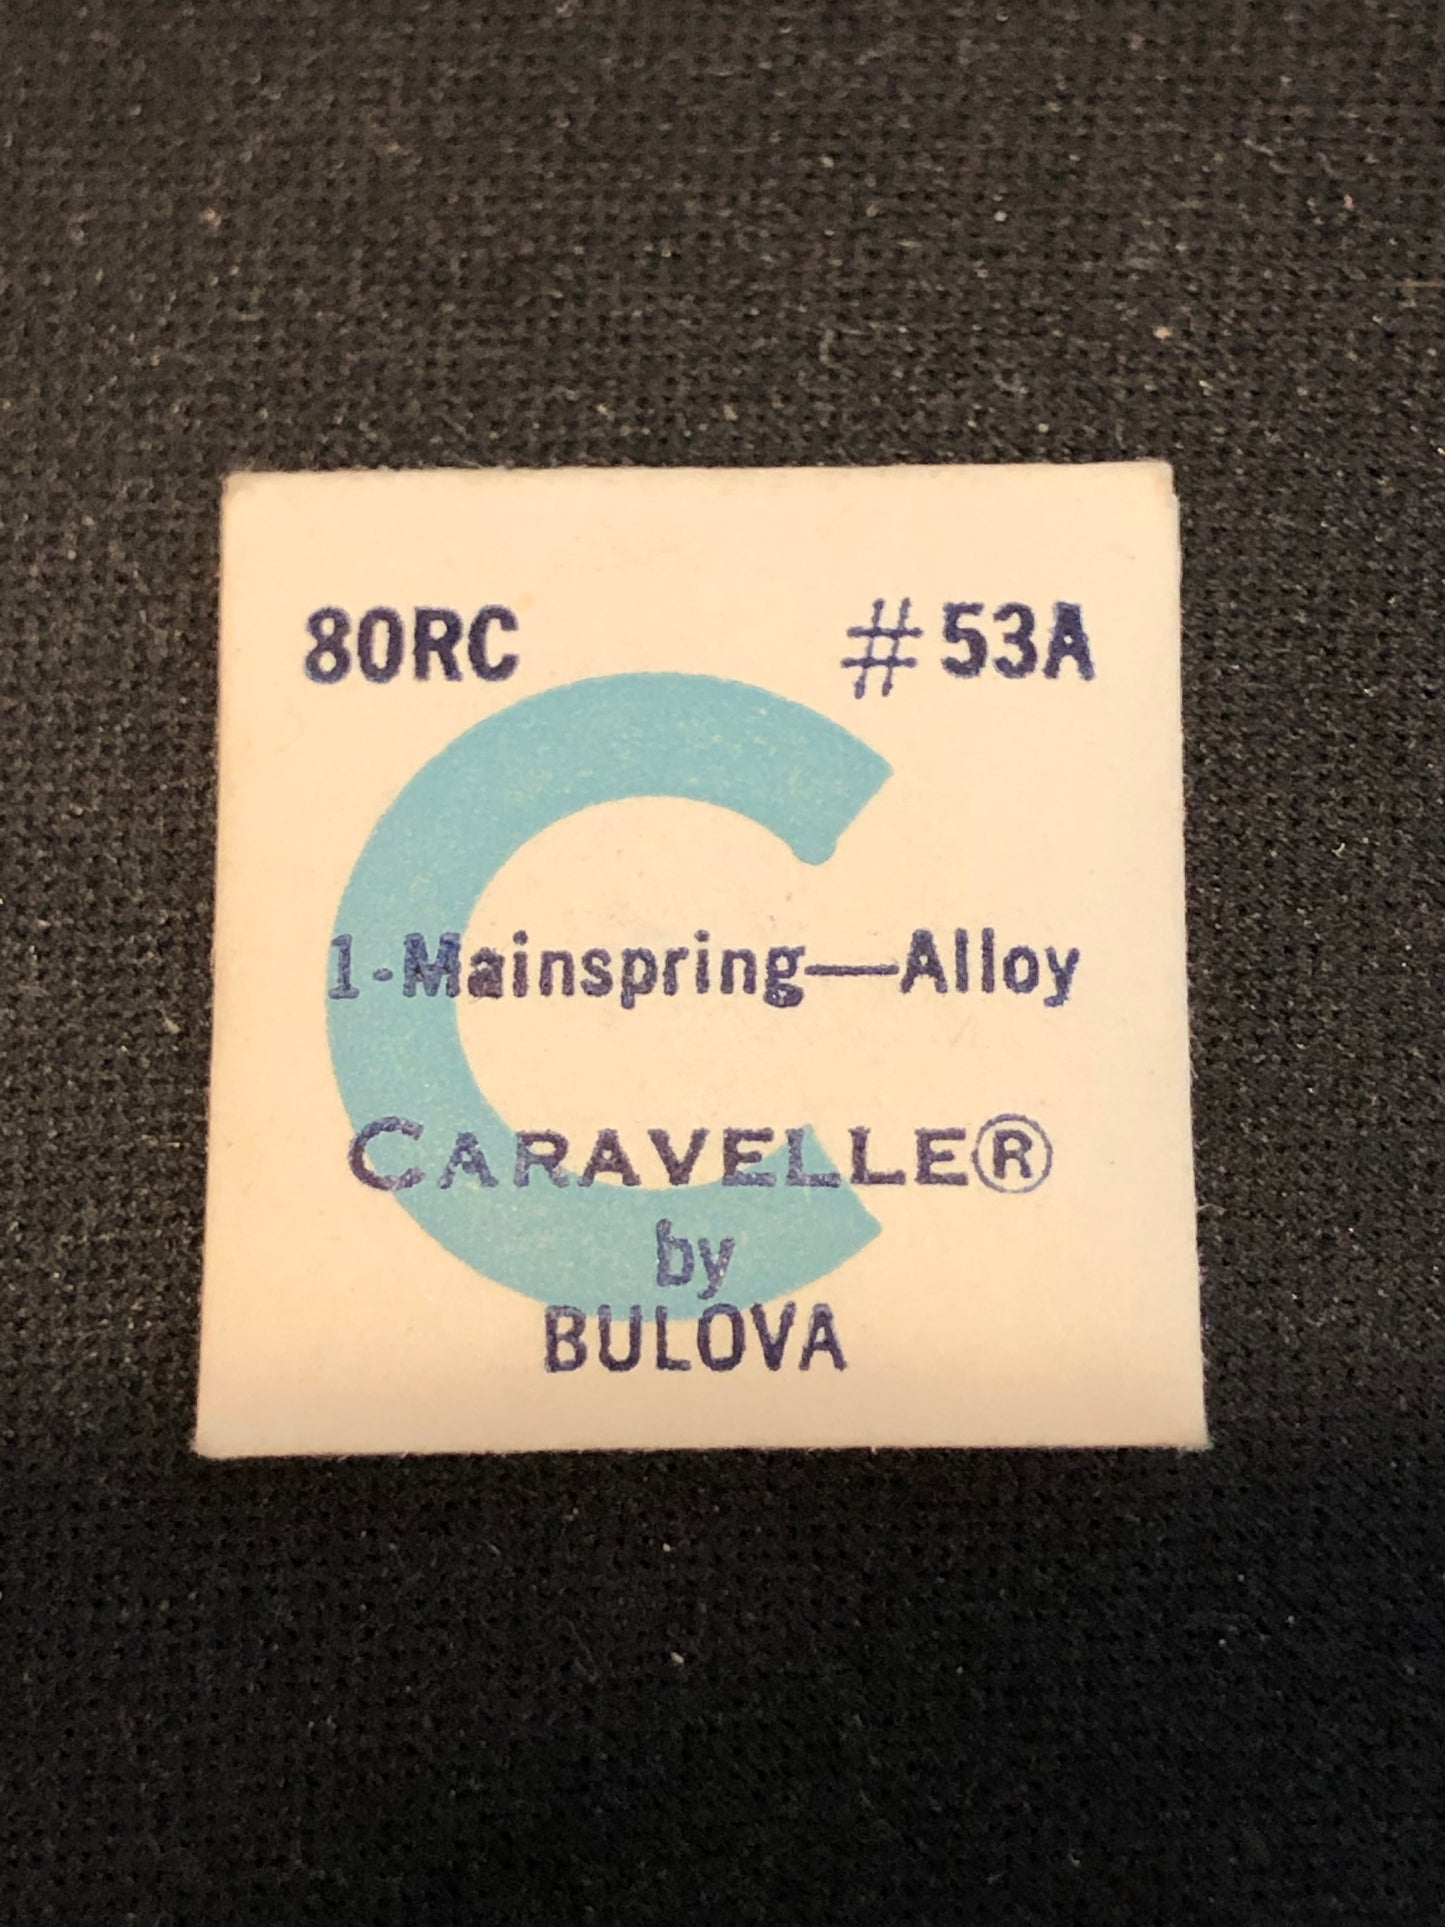 80RC #53A
1-Mainspring—Alloy
CARAVELLE®
by
BULOVA